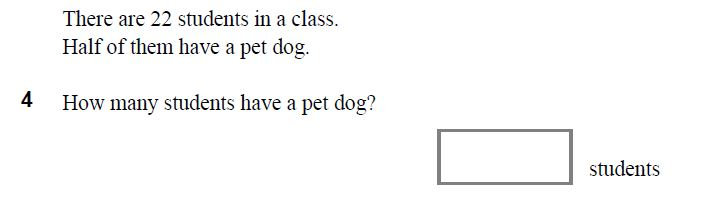 There are 22 students in a class.
Half of them have a pet dog.
4 How many students have a pet dog?
students